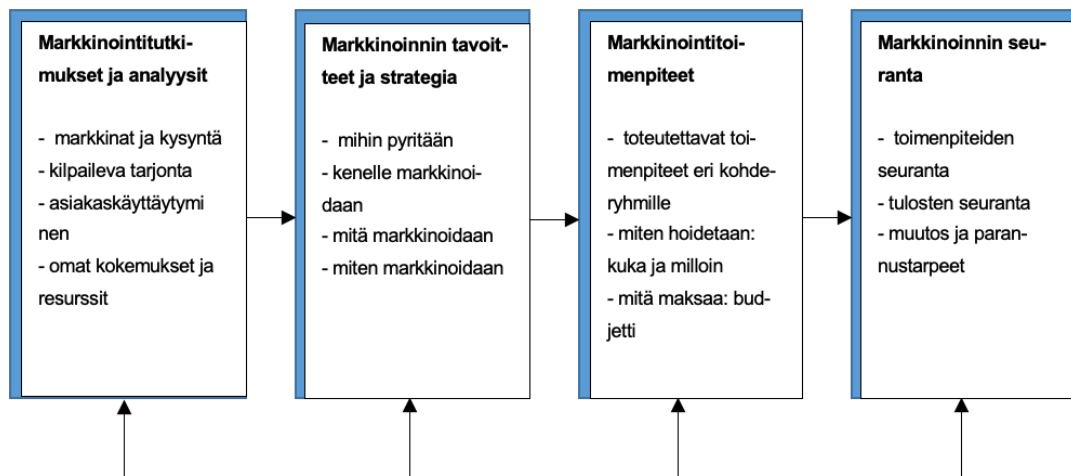 Markkinointitutki-
mukset ja analyysit
- markkinat ja kysyntä
- kilpaileva tarjonta
- asiakaskäyttäytymi
nen
- omat kokemukset ja
resurssit
Markkinoinnin tavoit-
teet ja strategia
- mihin pyritään
- kenelle markkinoi-
daan
- mitä markkinoidaan
- miten markkinoidaan
Markkinointitoi-
menpiteet
- toteutettavat toi-
menpiteet eri kohde-
ryhmille
- miten hoidetaan:
kuka ja milloin
- mitä maksaa: bud-
jetti
Markkinoinnin seu-
ranta
- toimenpiteiden
seuranta
- tulosten seuranta
- muutos ja paran-
nustarpeet